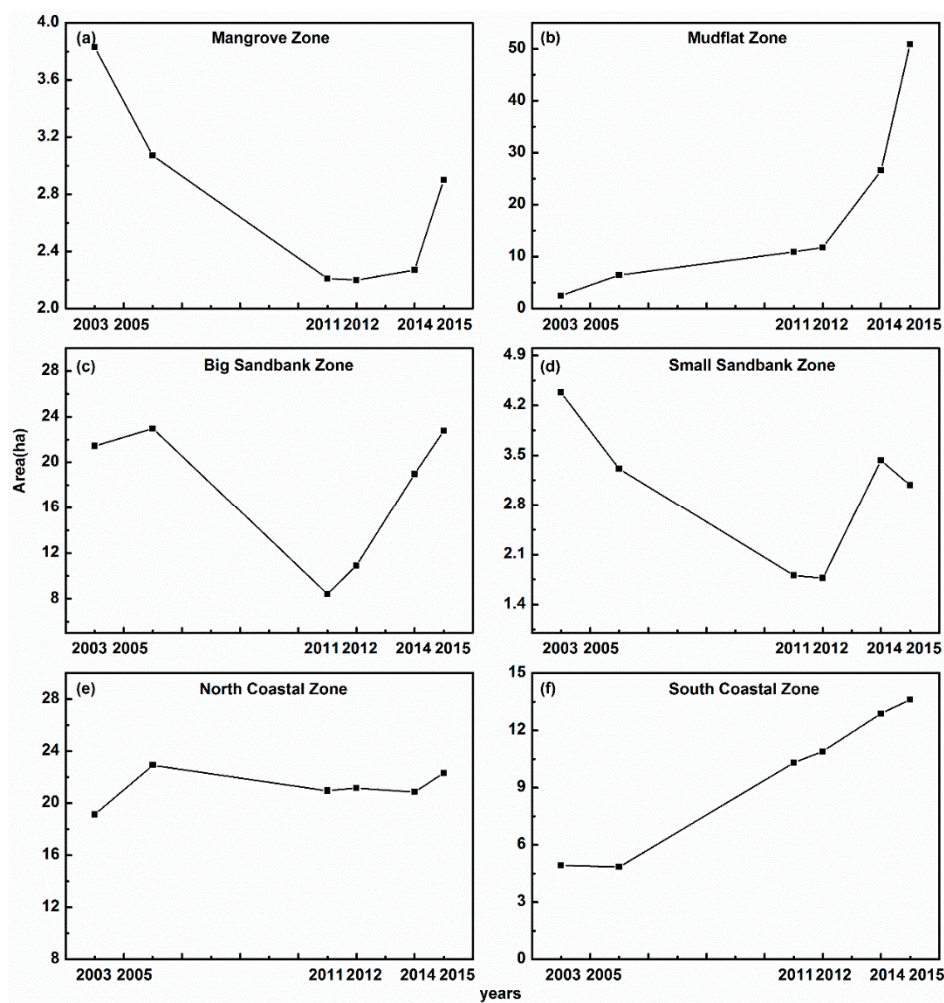 (a) Mangrove Zone
4.0
3.6
3.2
2.8
2.4
2.0
2003 2005 2011 2012 2014 2015
(b) Mudflat Zone
50
40
30
20
10
0
2003 2005 2011 2012 2014 2015
Area(ha)
(c) Big Sandbank Zone
28
24
20
16
12
8
2003 2005 2011 2012 2014 2015
(d) Small Sandbank Zone
4.9
4.2
3.5
2.8
2.1
1.4
2003 2005 2011 2012 2014 2015
(e) North Coastal Zone
28
24
20
16
12
8
2003 2005 2011 2012 2014 2015
(f) South Coastal Zone
15
12
9
6
3
0
2003 2005 2011 2012 2014 2015
years